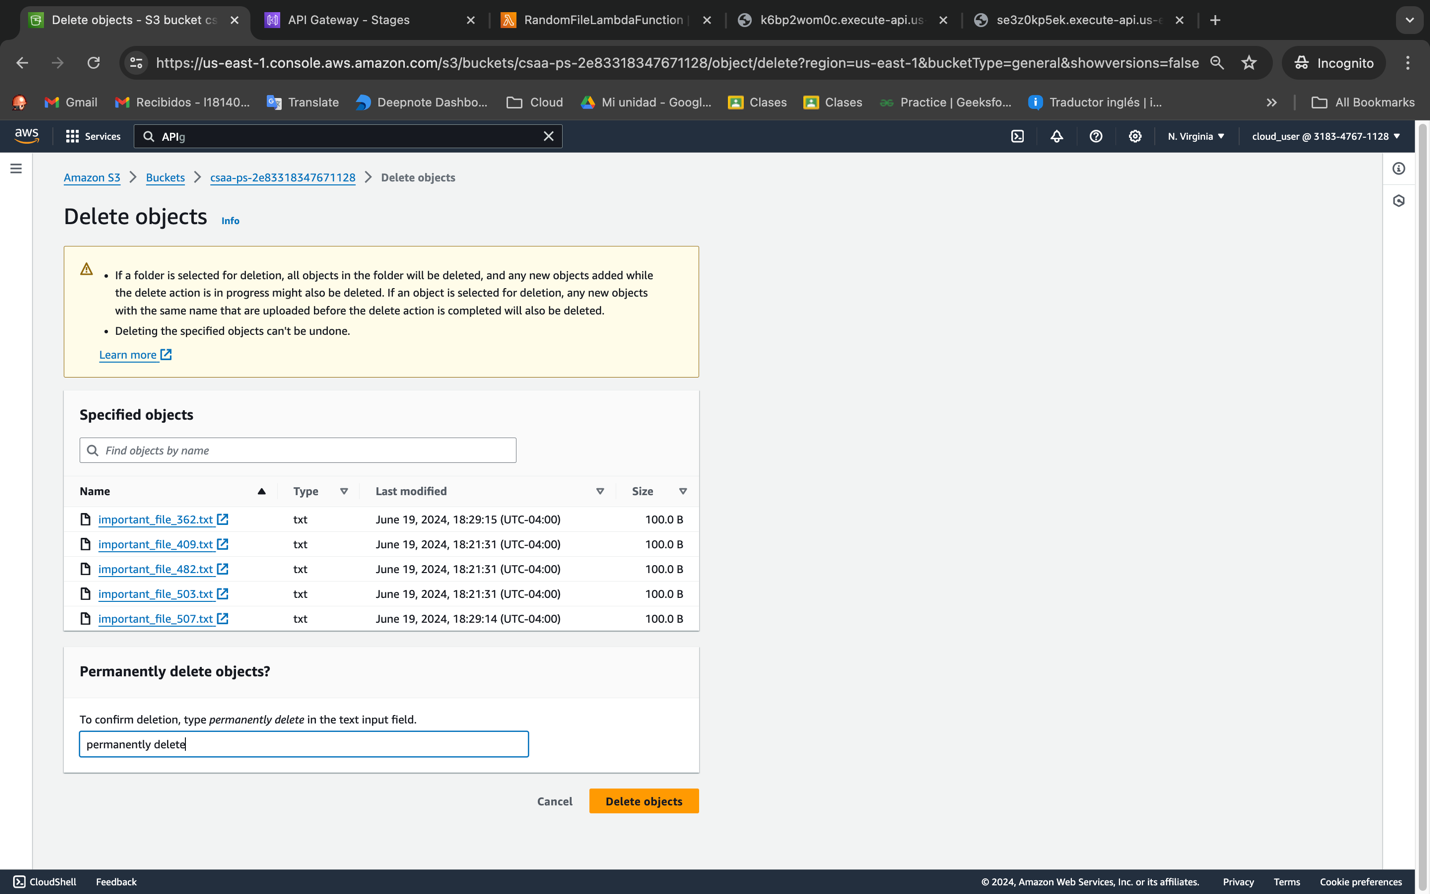 Delete objects - S3 bucket cs
API Gateway - Stages
RandomFileLambdaFunction
k6bp2wom0c.execute-api.us-
se3z0kp5ek.execute-api.us-e
https://us-east-1.console.aws.amazon.com/s3/buckets/csaa-ps-2e83318347671128/object/delete?region=us-east-1&bucketType=general&showversions=false
Incognito
Gmail
Recibidos - l18140...
Translate
Deepnote Dashbo...
Cloud
Mi unidad - Googl...
Clases
Clases
Practice | Geeksfo...
Traductor inglés | i...
All Bookmarks
aws
Services
APIg
N. Virginia
cloud_user @ 3183-4767-1128
Amazon S3 > Buckets > csaa-ps-2e83318347671128 > Delete objects
Delete objects Info
• If a folder is selected for deletion, all objects in the folder will be deleted, and any new objects added while
the delete action is in progress might also be deleted. If an object is selected for deletion, any new objects
with the same name that are uploaded before the delete action is completed will also be deleted.
• Deleting the specified objects can't be undone.
Learn more
Specified objects
Find objects by name
Name Type Last modified Size
important_file_362.txt txt June 19, 2024, 18:29:15 (UTC-04:00) 100.0 B
important_file_409.txt txt June 19, 2024, 18:21:31 (UTC-04:00) 100.0 B
important_file_482.txt txt June 19, 2024, 18:21:31 (UTC-04:00) 100.0 B
important_file_503.txt txt June 19, 2024, 18:21:31 (UTC-04:00) 100.0 B
important_file_507.txt txt June 19, 2024, 18:29:14 (UTC-04:00) 100.0 B
Permanently delete objects?
To confirm deletion, type permanently delete in the text input field.
permanently delete
Cancel
Delete objects
CloudShell
Feedback
© 2024, Amazon Web Services, Inc. or its affiliates.
Privacy
Terms
Cookie preferences